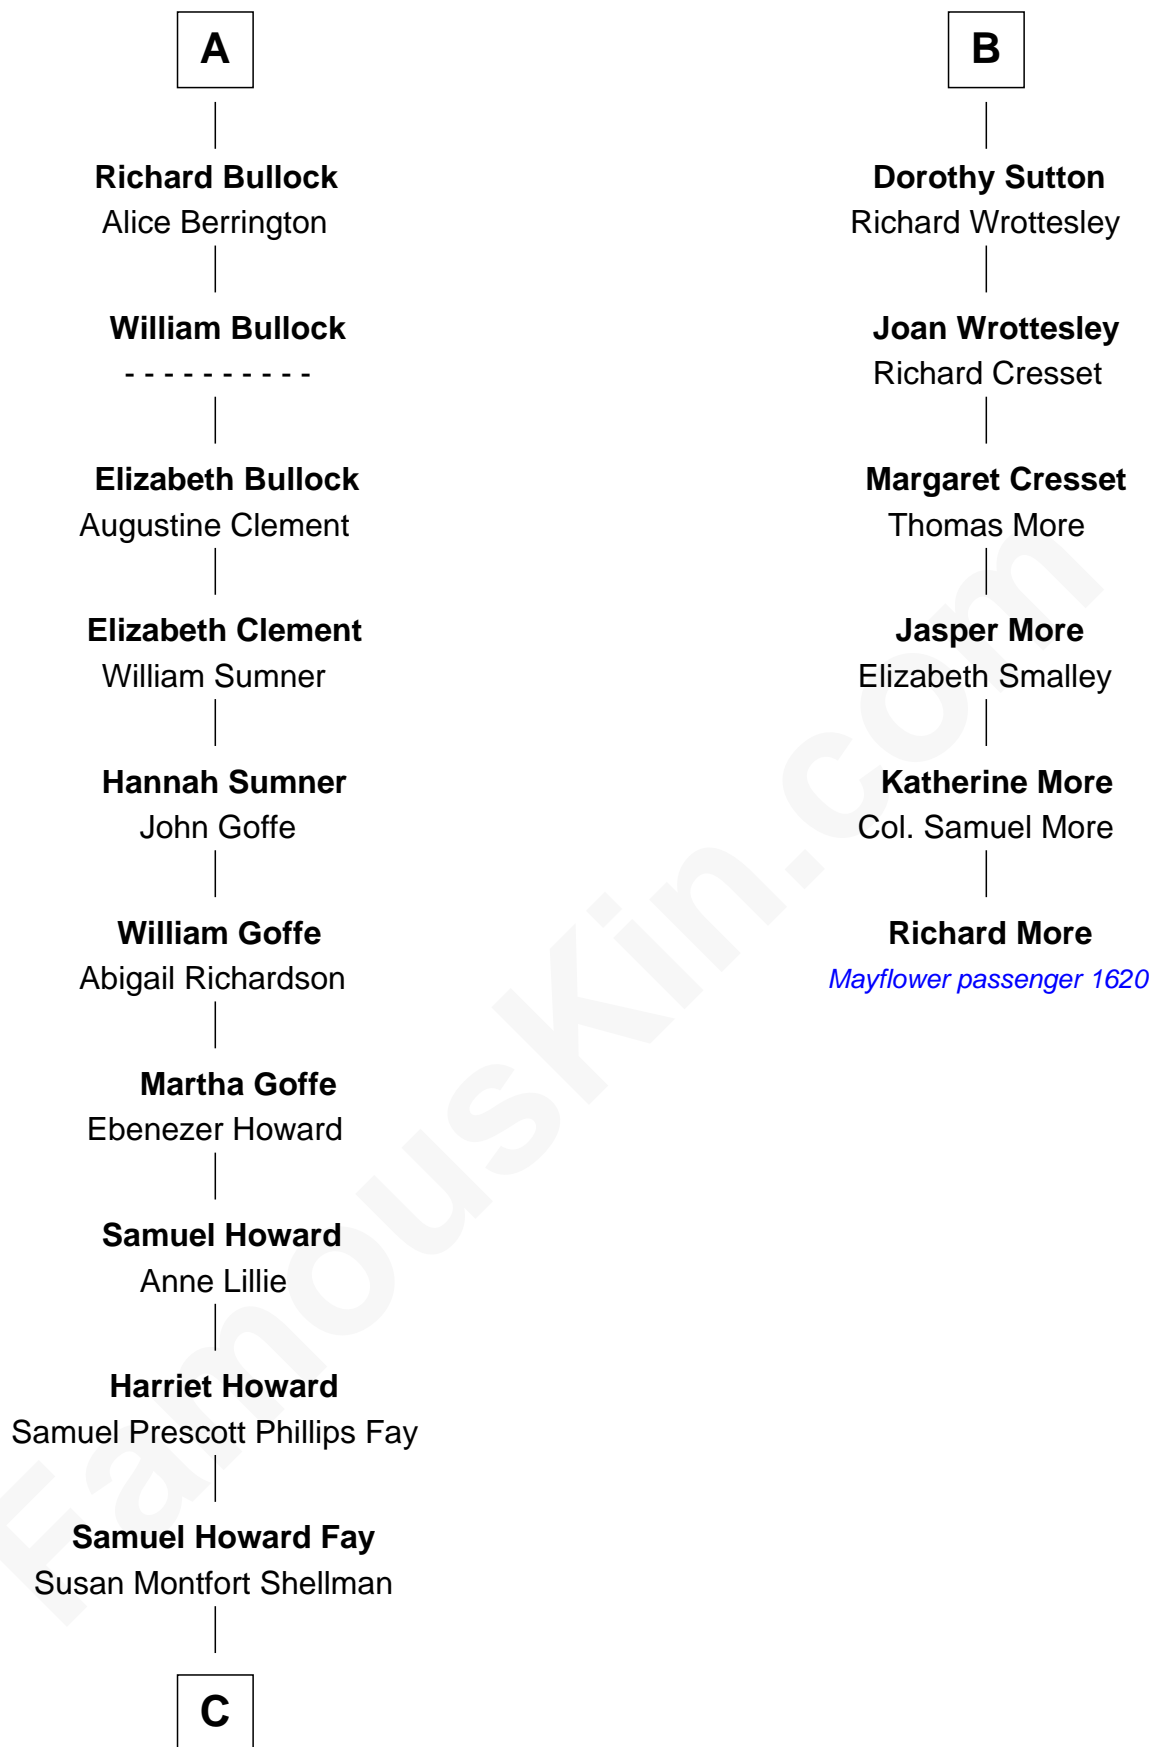 A
Richard Bullock
Alice Berrington
William Bullock
- - - - - - - - - -
Elizabeth Bullock
Augustine Clement
Elizabeth Clement
William Sumner
Hannah Sumner
John Goffe
William Goffe
Abigail Richardson
Martha Goffe
Ebenezer Howard
Samuel Howard
Anne Lillie
Harriet Howard
Samuel Prescott Phillips Fay
Samuel Howard Fay
Susan Montfort Shellman
C
B
Dorothy Sutton
Richard Wrottesley
Joan Wrottesley
Richard Cresset
Margaret Cresset
Thomas More
Jasper More
Elizabeth Smalley
Katherine More
Col. Samuel More
Richard More
Mayflower passenger 1620
FamousKin.com